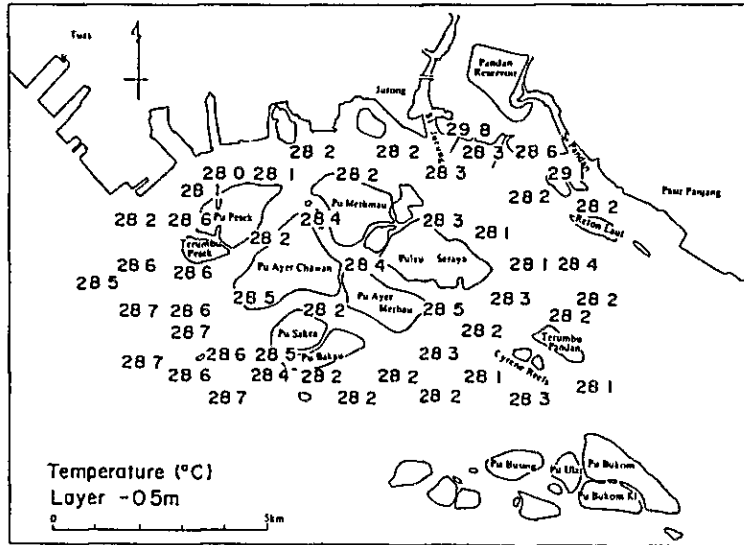 Tuas
Pandan
Reservoir
Jurong
S. Jurong
S. Pandan
29 8
28 2
28 2
28 3
28 6
28 0
28 1
28 2
28 3
29 1
28 1
28 2
28 2
Pasir Panjang
Pu Merlimau
28 2
28 6
Pu Pesek
28 4
28 3
Reton Laut
28 2
28 1
Terumbu
Pesek
28 6
28 6
Pu Ayer Chawan
28 4
Pulau Seraya
28 1
28 4
28 5
28 5
Pu Ayer
Merbau
28 3
28 2
28 7
28 6
28 2
28 5
28 2
28 7
Pu Sakra
28 2
Terumbu
Pandan
28 7
28 6
28 5
Pu Bakau
28 3
Cyrene Reefs
28 6
28 4
28 2
28 2
28 1
28 1
28 7
28 2
28 2
28 3
Pu Busing
Pu Ular
Pu Bukom
Pu Bukom Kl
Temperature (°C)
Layer -05m
0
5km